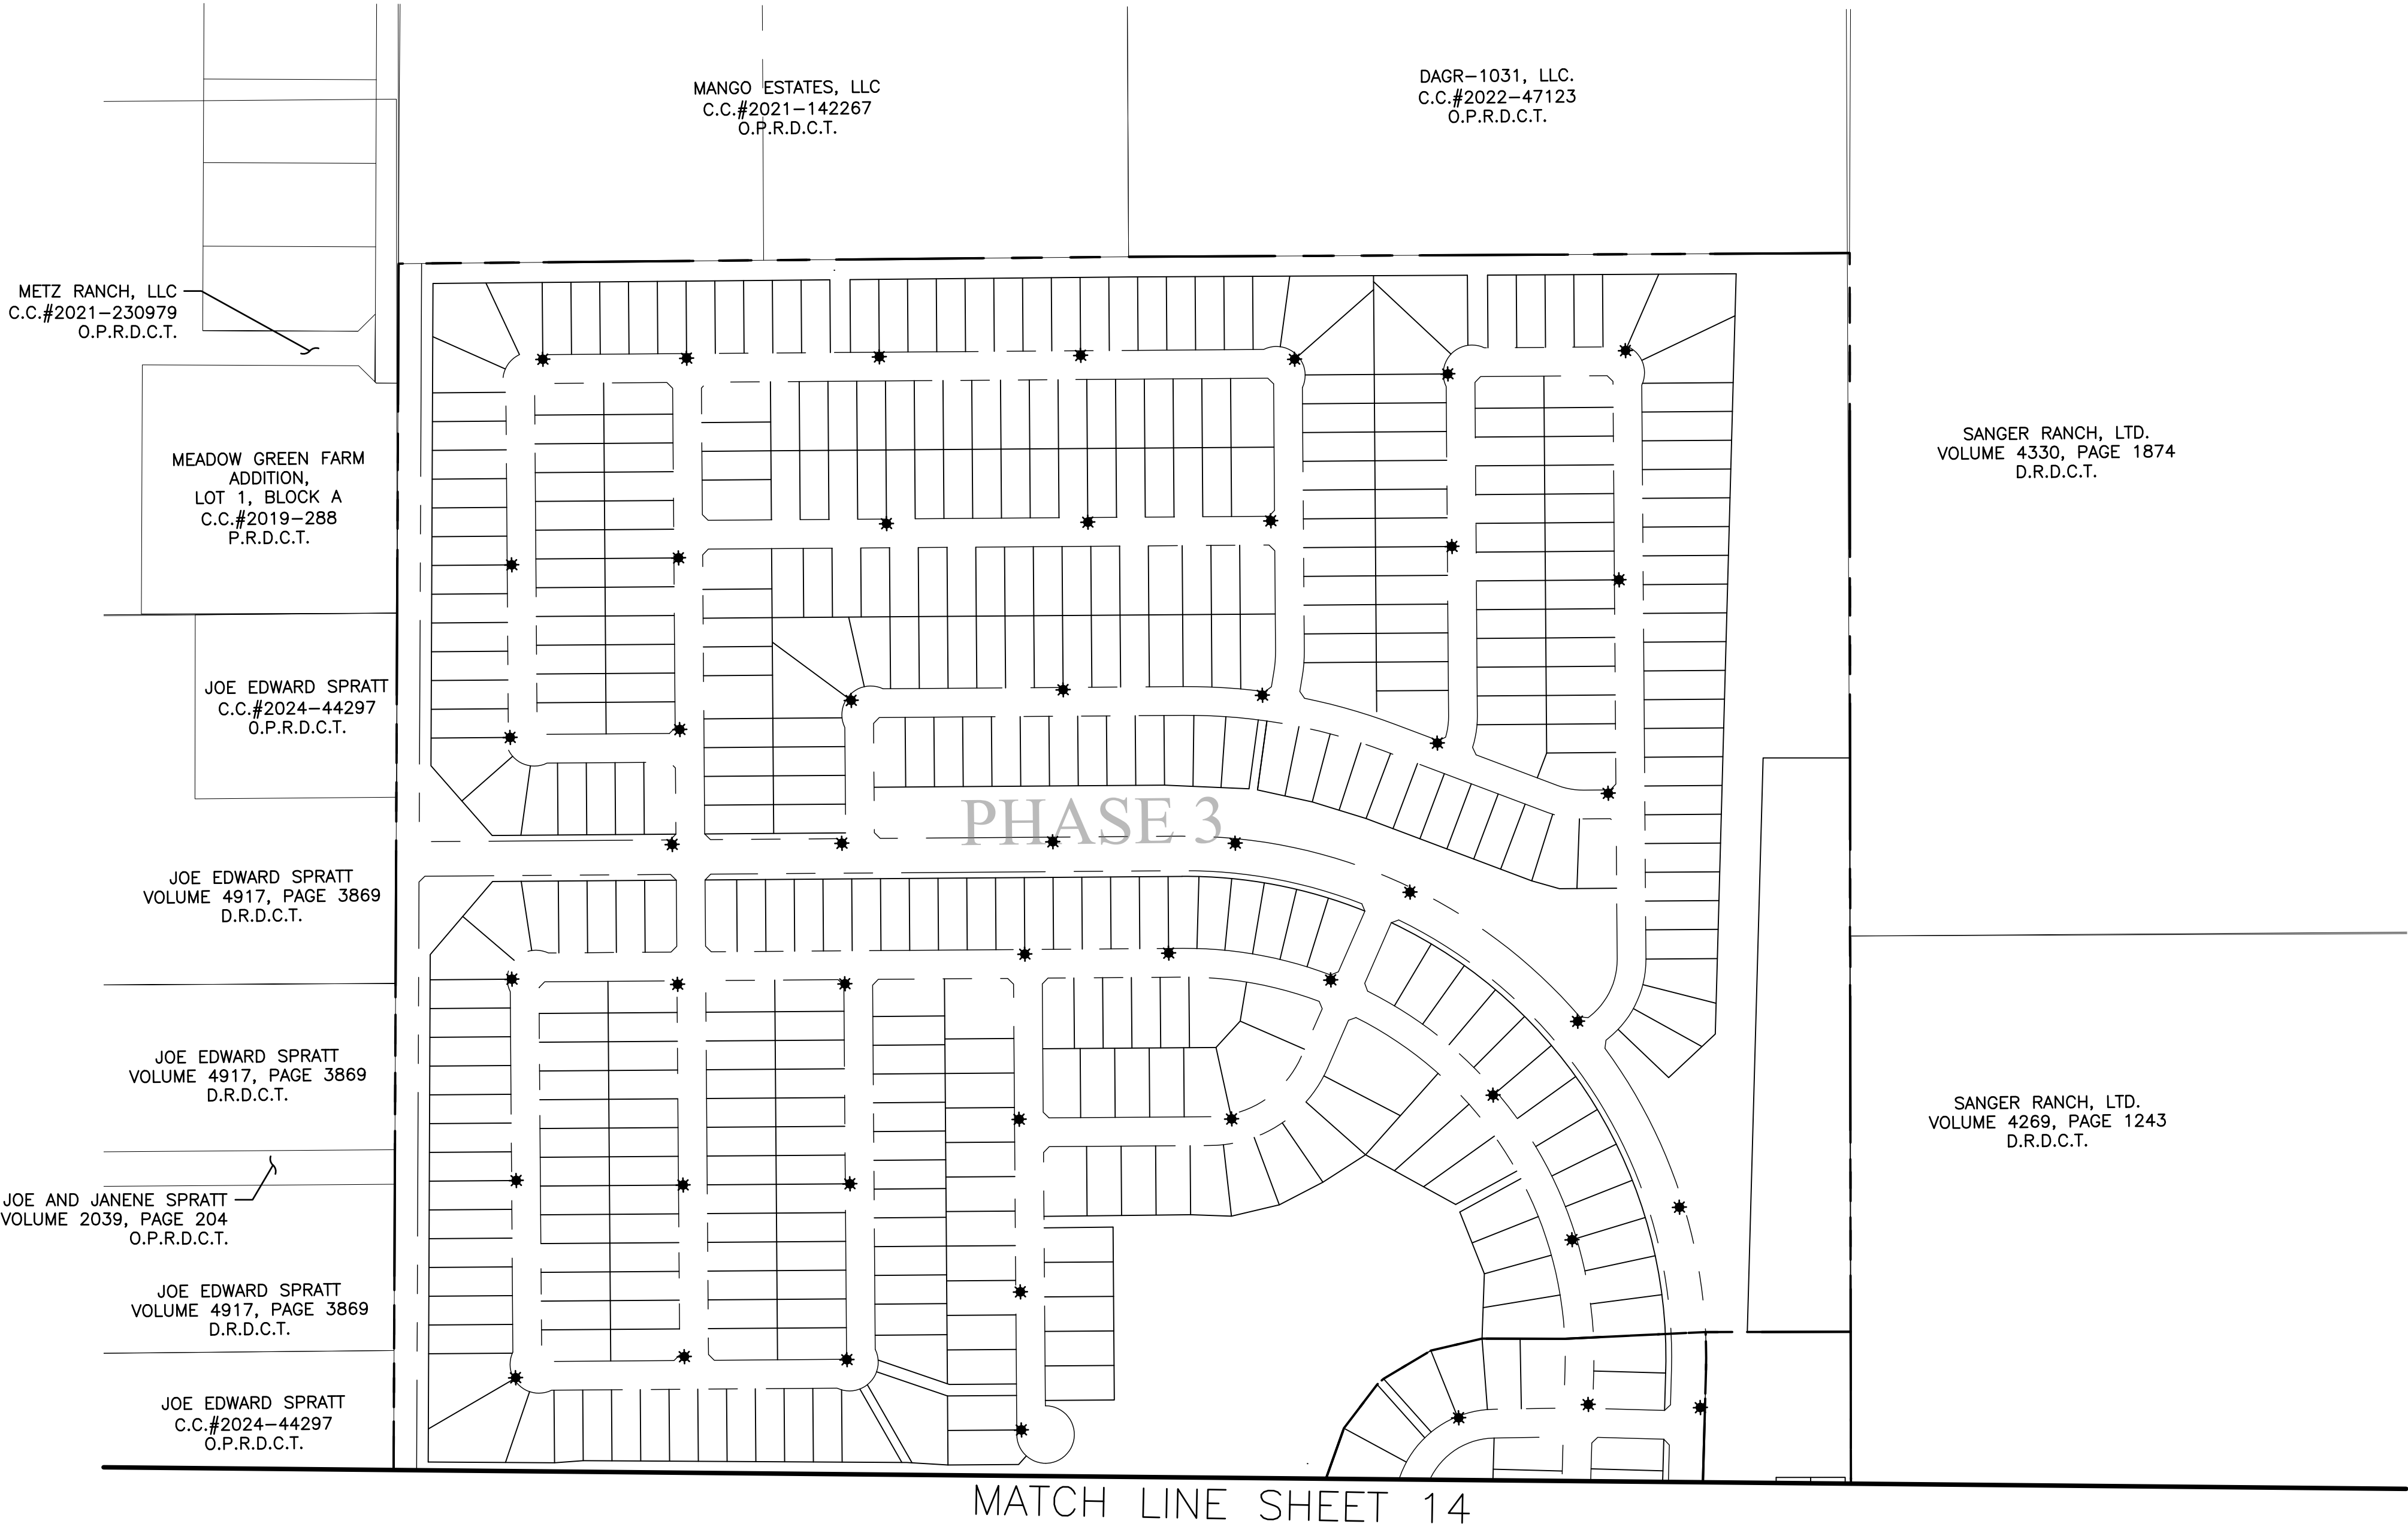 MANGO ESTATES, LLC
C.C.#2021-142267
O.P.R.D.C.T.
DAGR-1031, LLC.
C.C.#2022-47123
O.P.R.D.C.T.
METZ RANCH, LLC
C.C.#2021-230979
O.P.R.D.C.T.
MEADOW GREEN FARM
ADDITION,
LOT 1, BLOCK A
C.C.#2019-288
P.R.D.C.T.
SANGER RANCH, LTD.
VOLUME 4330, PAGE 1874
D.R.D.C.T.
JOE EDWARD SPRATT
C.C.#2024-44297
O.P.R.D.C.T.
PHASE 3
JOE EDWARD SPRATT
VOLUME 4917, PAGE 3869
D.R.D.C.T.
JOE EDWARD SPRATT
VOLUME 4917, PAGE 3869
D.R.D.C.T.
SANGER RANCH, LTD.
VOLUME 4269, PAGE 1243
D.R.D.C.T.
JOE AND JANENE SPRATT
VOLUME 2039, PAGE 204
O.P.R.D.C.T.
JOE EDWARD SPRATT
VOLUME 4917, PAGE 3869
D.R.D.C.T.
JOE EDWARD SPRATT
C.C.#2024-44297
O.P.R.D.C.T.
MATCH LINE SHEET 14